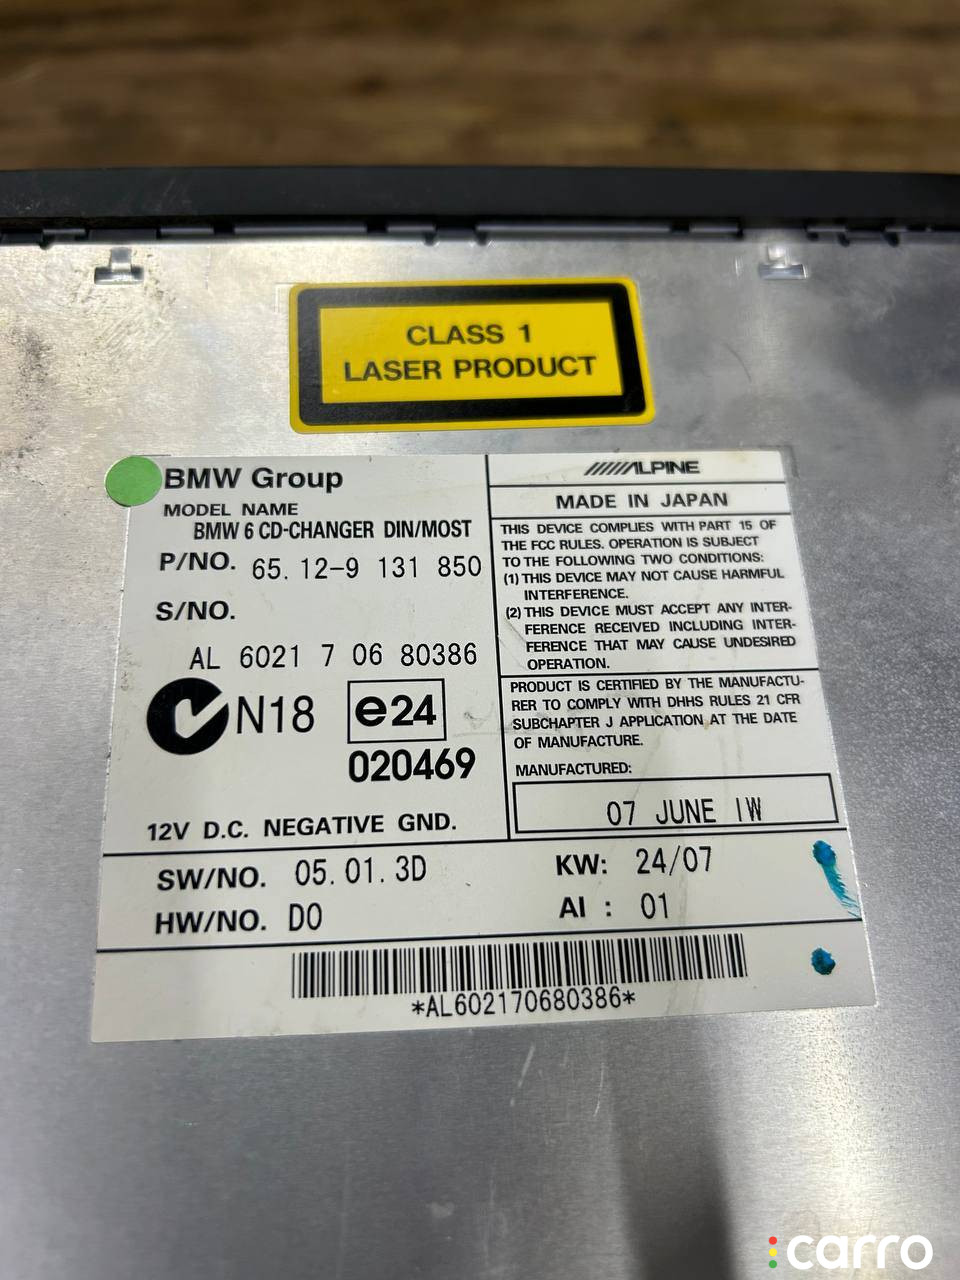 CLASS 1
LASER PRODUCT
BMW Group
MODEL NAME
BMW 6 CD-CHANGER DIN/MOST
P/NO. 65. 12-9 131 850
S/NO.
AL 6021 7 06 80386
N18 e24
020469
12V D.C. NEGATIVE GND.
ALPINE
MADE IN JAPAN
THIS DEVICE COMPLIES WITH PART 15 OF
THE FCC RULES. OPERATION IS SUBJECT
TO THE FOLLOWING TWO CONDITIONS:
(1) THIS DEVICE MAY NOT CAUSE HARMFUL
INTERFERENCE.
(2) THIS DEVICE MUST ACCEPT ANY INTER-
FERENCE RECEIVED INCLUDING INTER-
FERENCE THAT MAY CAUSE UNDESIRED
OPERATION.
PRODUCT IS CERTIFIED BY THE MANUFACTU-
RER TO COMPLY WITH DHHS RULES 21 CFR
SUBCHAPTER J APPLICATION AT THE DATE
OF MANUFACTURE.
MANUFACTURED:
07 JUNE IW
SW/NO. 05. 01. 3D KW: 24/07
HW/NO. D0 AI : 01
*AL602170680386*
carro